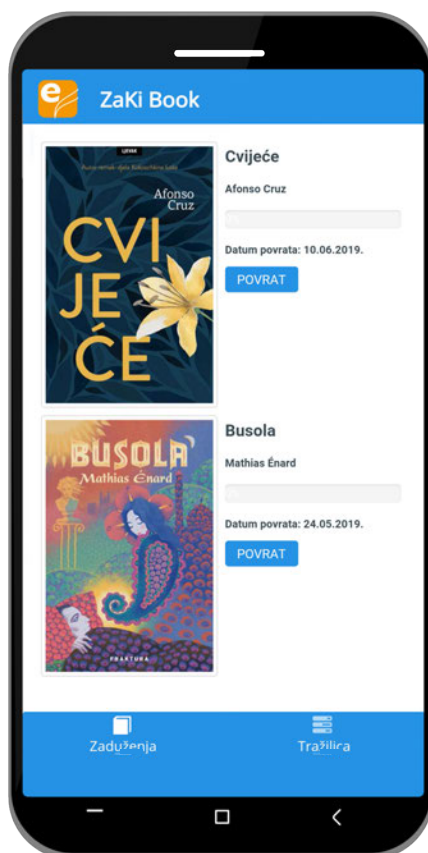 e
ZaKi Book
LJEVAK
Afonso
Cruz
CVI
JE
ĆE
Cvijeće
Afonso Cruz
Datum povrata: 10.06.2019.
POVRAT
BUSOLA
Mathias Énard
FRAKTURA
Busola
Mathias Énard
Datum povrata: 24.05.2019.
POVRAT
Zaduženja
Tražilica